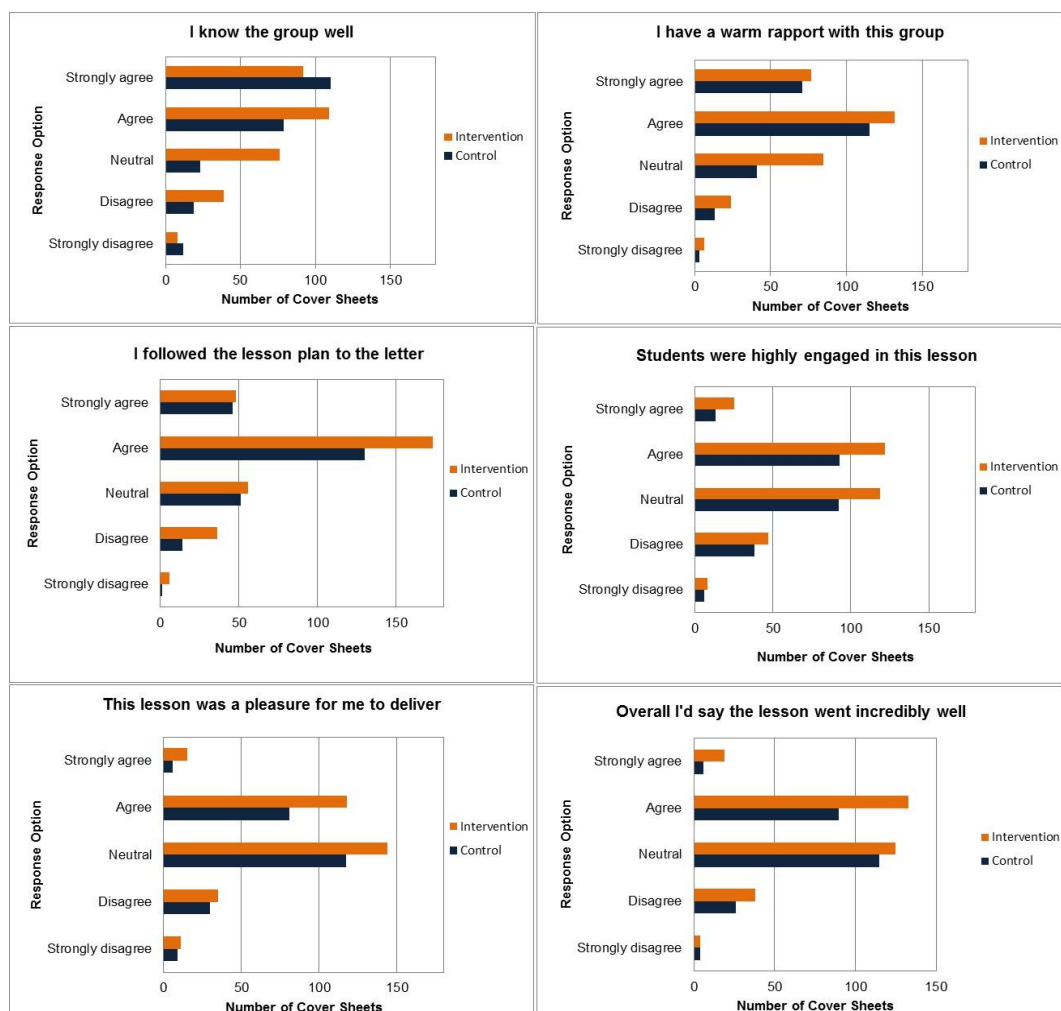 I know the group well
Strongly agree
Agree
Neutral
Disagree
Strongly disagree
Response Option
0 50 100 150
Number of Cover Sheets
Intervention
Control
I have a warm rapport with this group
Strongly agree
Agree
Neutral
Disagree
Strongly disagree
Response Option
0 50 100 150
Number of Cover Sheets
Intervention
Control
I followed the lesson plan to the letter
Strongly agree
Agree
Neutral
Disagree
Strongly disagree
Response Option
0 50 100 150
Number of Cover Sheets
Intervention
Control
Students were highly engaged in this lesson
Strongly agree
Agree
Neutral
Disagree
Strongly disagree
Response Option
0 50 100 150
Number of Cover Sheets
Intervention
Control
This lesson was a pleasure for me to deliver
Strongly agree
Agree
Neutral
Disagree
Strongly disagree
Response Option
0 50 100 150
Number of Cover Sheets
Intervention
Control
Overall I'd say the lesson went incredibly well
Strongly agree
Agree
Neutral
Disagree
Strongly disagree
Response Option
0 50 100 150
Number of Cover Sheets
Intervention
Control